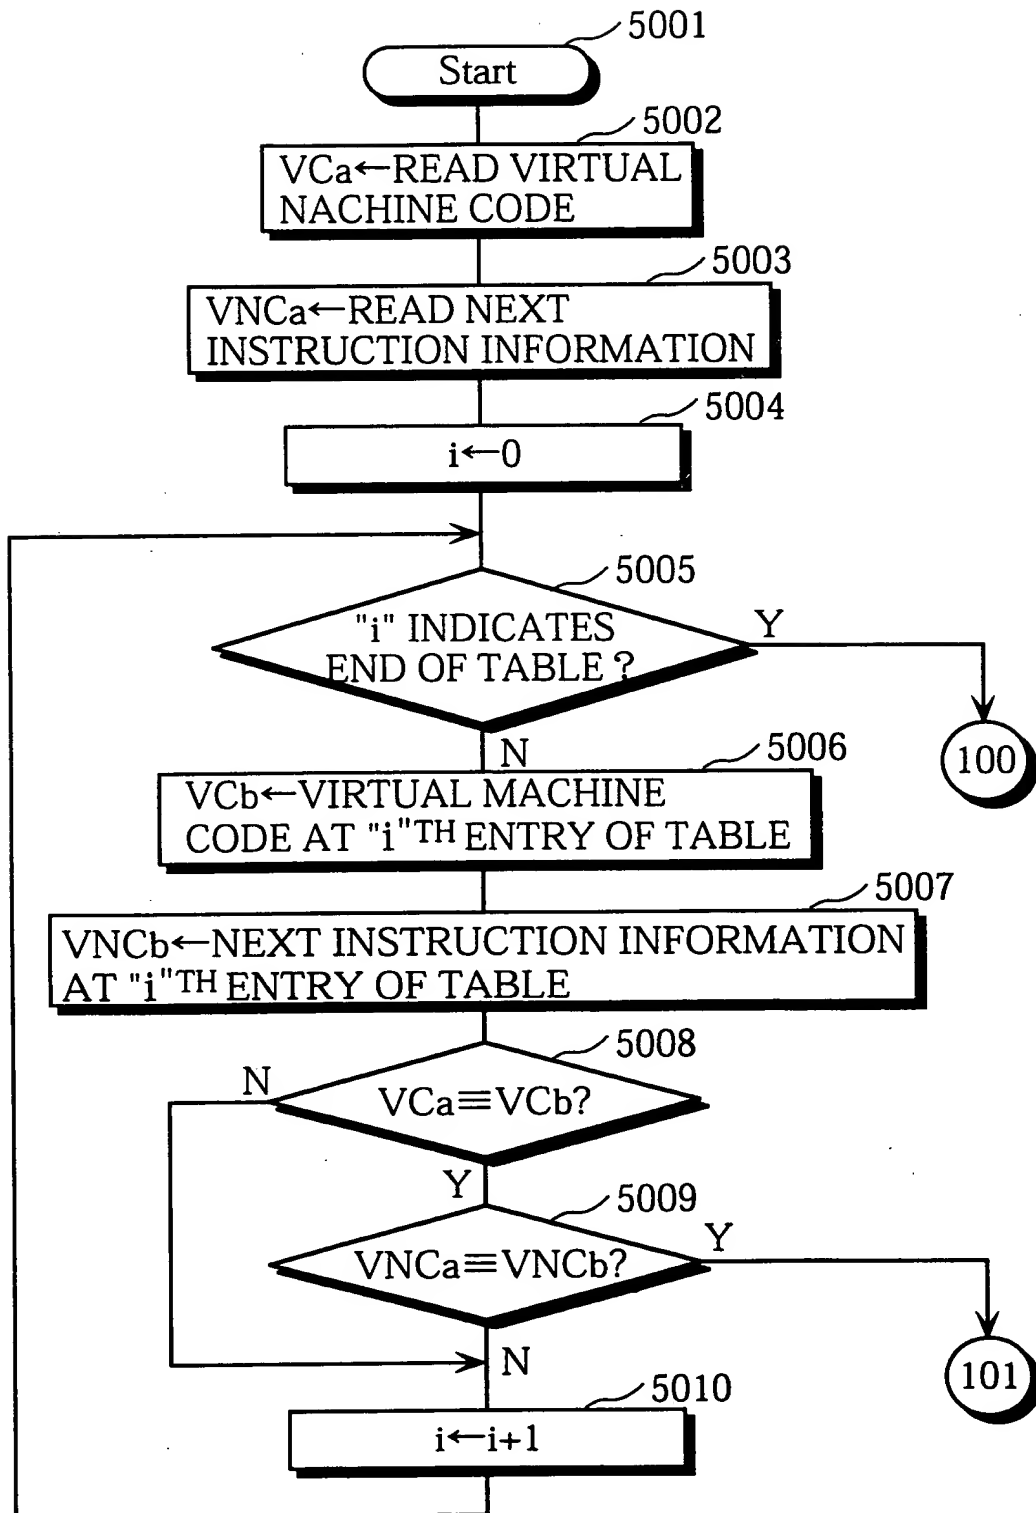 5001
Start
5002
VCa←READ VIRTUAL
NACHINE CODE
5003
VNCa←READ NEXT
INSTRUCTION INFORMATION
5004
i←0
5005
"i" INDICATES
END OF TABLE?
Y
100
N
5006
VCb←VIRTUAL MACHINE
CODE AT "i"TH ENTRY OF TABLE
5007
VNCb←NEXT INSTRUCTION INFORMATION
AT "i"TH ENTRY OF TABLE
5008
N
VCa≡VCb?
Y
5009
VNCa≡VNCb?
Y
101
N
5010
i←i+1